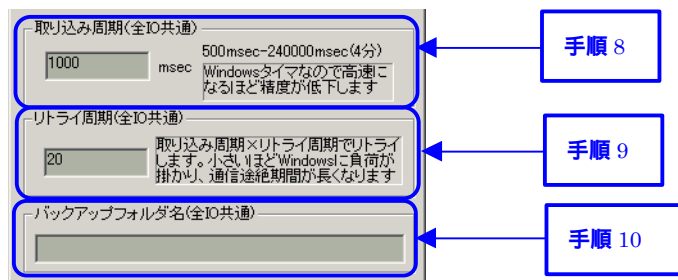 取り込み周期(全IO共通)
1000
msec
500msec-240000msec(4分)
Windowsタイマなので高速に
なるほど精度が低下します
手順 8
リトライ周期(全IO共通)
20
取り込み周期×リトライ周期でリトライ
します。小さいほどWindowsに負荷が
掛かり、通信途絶期間が長くなります
手順 9
バックアップフォルダ名(全IO共通)
手順 10